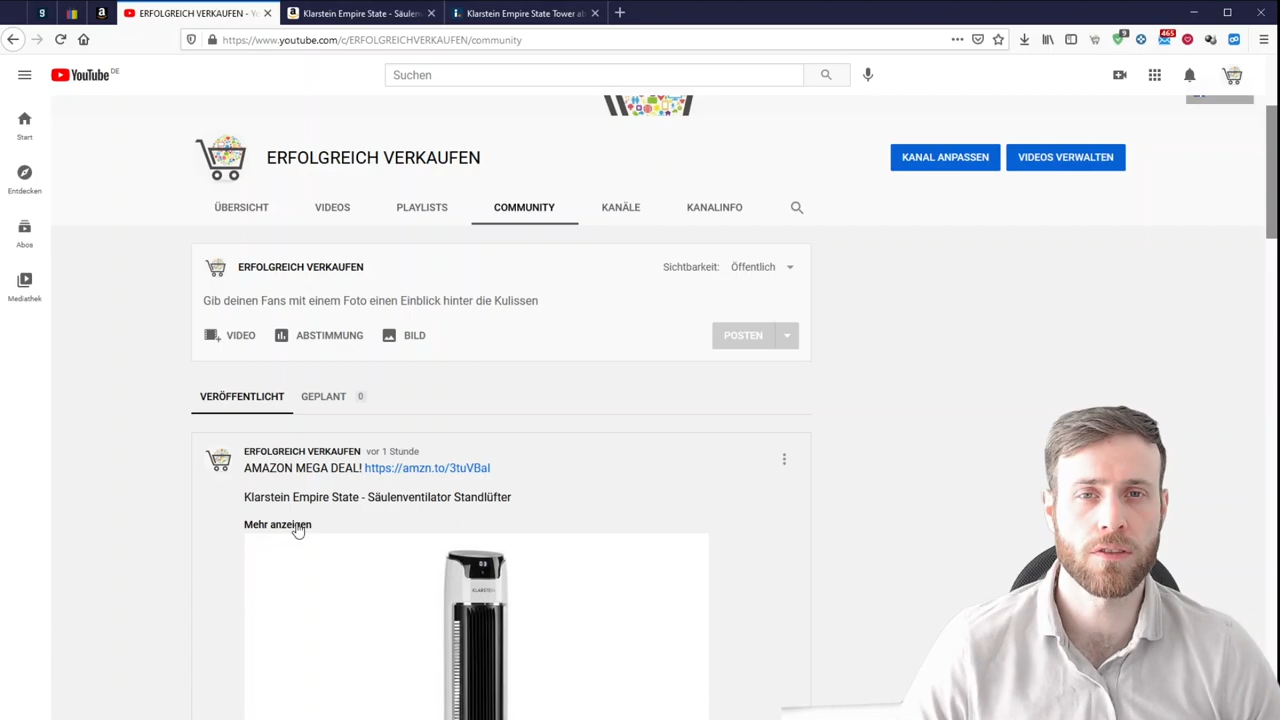 ERFOLGREICH VERKAUFEN - Yo
Klarstein Empire State - Säulen
Klarstein Empire State Tower ab
https://www.youtube.com/c/ERFOLGREICHVERKAUFEN/community
9
465
YouTube DE
Suchen
Start
Entdecken
Abos
Mediathek
ERFOLGREICH VERKAUFEN
KANAL ANPASSEN
VIDEOS VERWALTEN
ÜBERSICHT
VIDEOS
PLAYLISTS
COMMUNITY
KANÄLE
KANALINFO
ERFOLGREICH VERKAUFEN
Sichtbarkeit: Öffentlich
Gib deinen Fans mit einem Foto einen Einblick hinter die Kulissen
VIDEO
ABSTIMMUNG
BILD
POSTEN
VERÖFFENTLICHT
GEPLANT 0
ERFOLGREICH VERKAUFEN vor 1 Stunde
AMAZON MEGA DEAL! https://amzn.to/3tuVBaI
Klarstein Empire State - Säulenventilator Standlüfter
Mehr anzeigen
KLARSTEIN